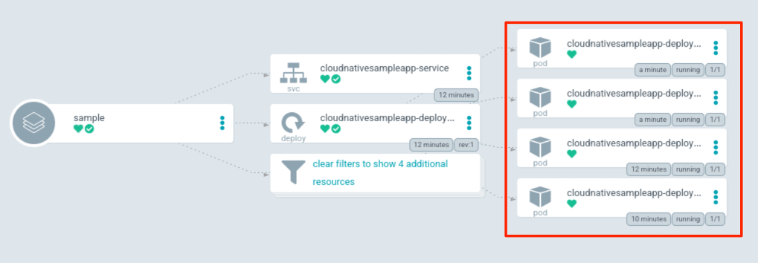 sample
cloudnativesampleapp-service
svc
12 minutes
cloudnativesampleapp-deploy...
deploy
12 minutes rev:1
clear filters to show 4 additional
resources
cloudnativesampleapp-deploy...
pod
a minute running 1/1
cloudnativesampleapp-deploy...
pod
a minute running 1/1
cloudnativesampleapp-deploy...
pod
12 minutes running 1/1
cloudnativesampleapp-deploy...
pod
10 minutes running 1/1